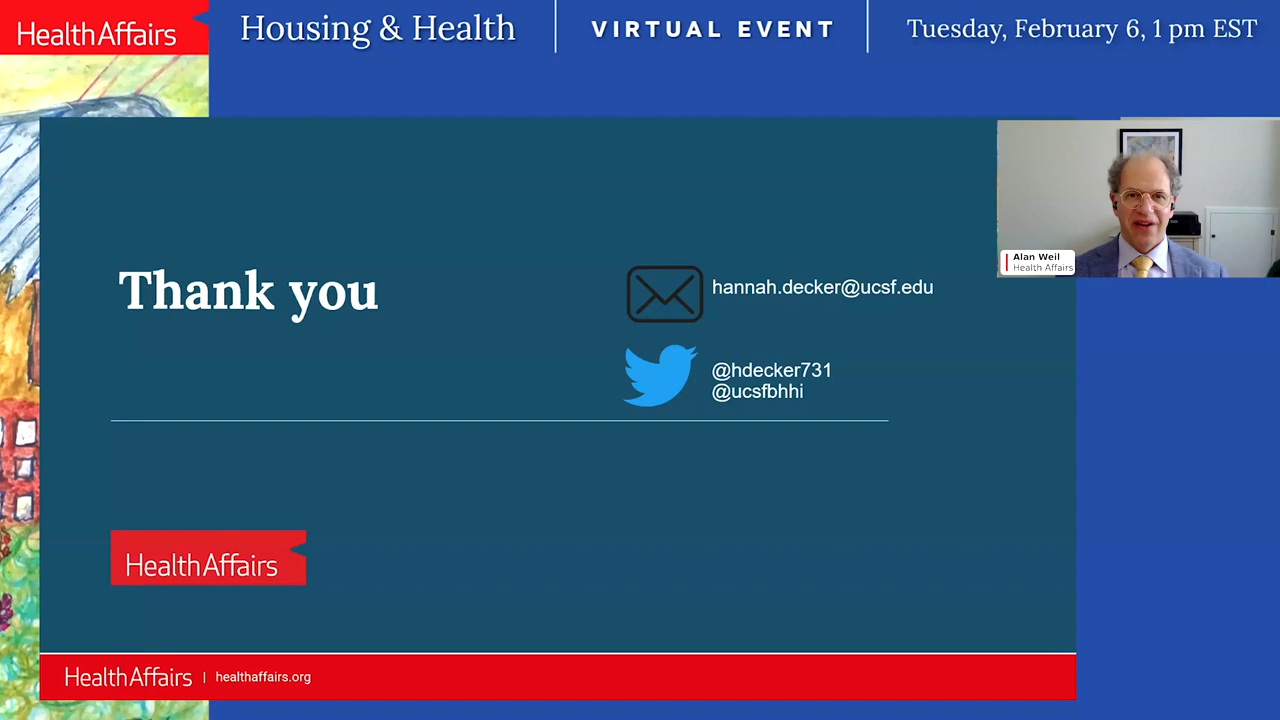 HealthAffairs
Housing & Health
VIRTUAL EVENT
Tuesday, February 6, 1 pm EST
Alan Weil
Health Affairs
Thank you
hannah.decker@ucsf.edu
@hdecker731
@ucsfbhhi
HealthAffairs
HealthAffairs | healthaffairs.org